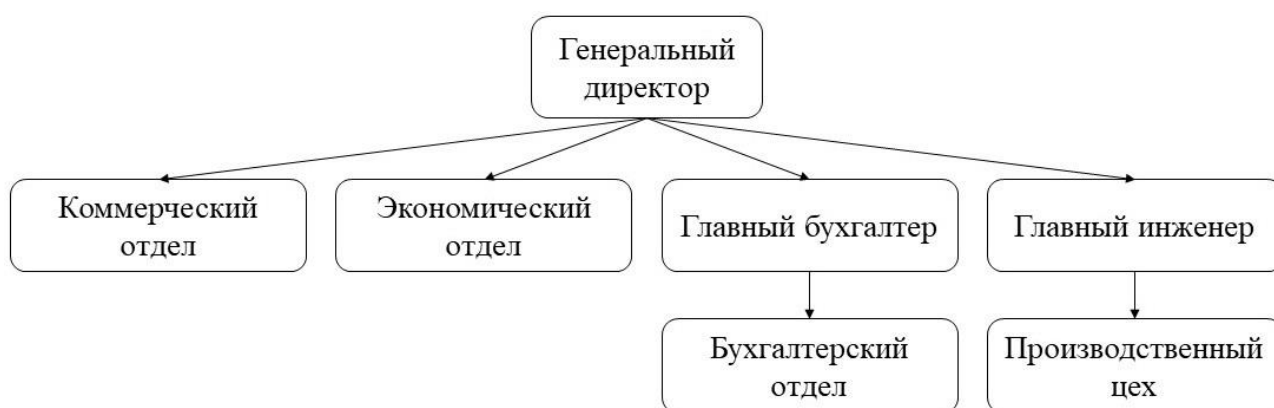 Генеральный
директор
Коммерческий
отдел
Экономический
отдел
Главный бухгалтер
Главный инженер
Бухгалтерский
отдел
Производственный
цех